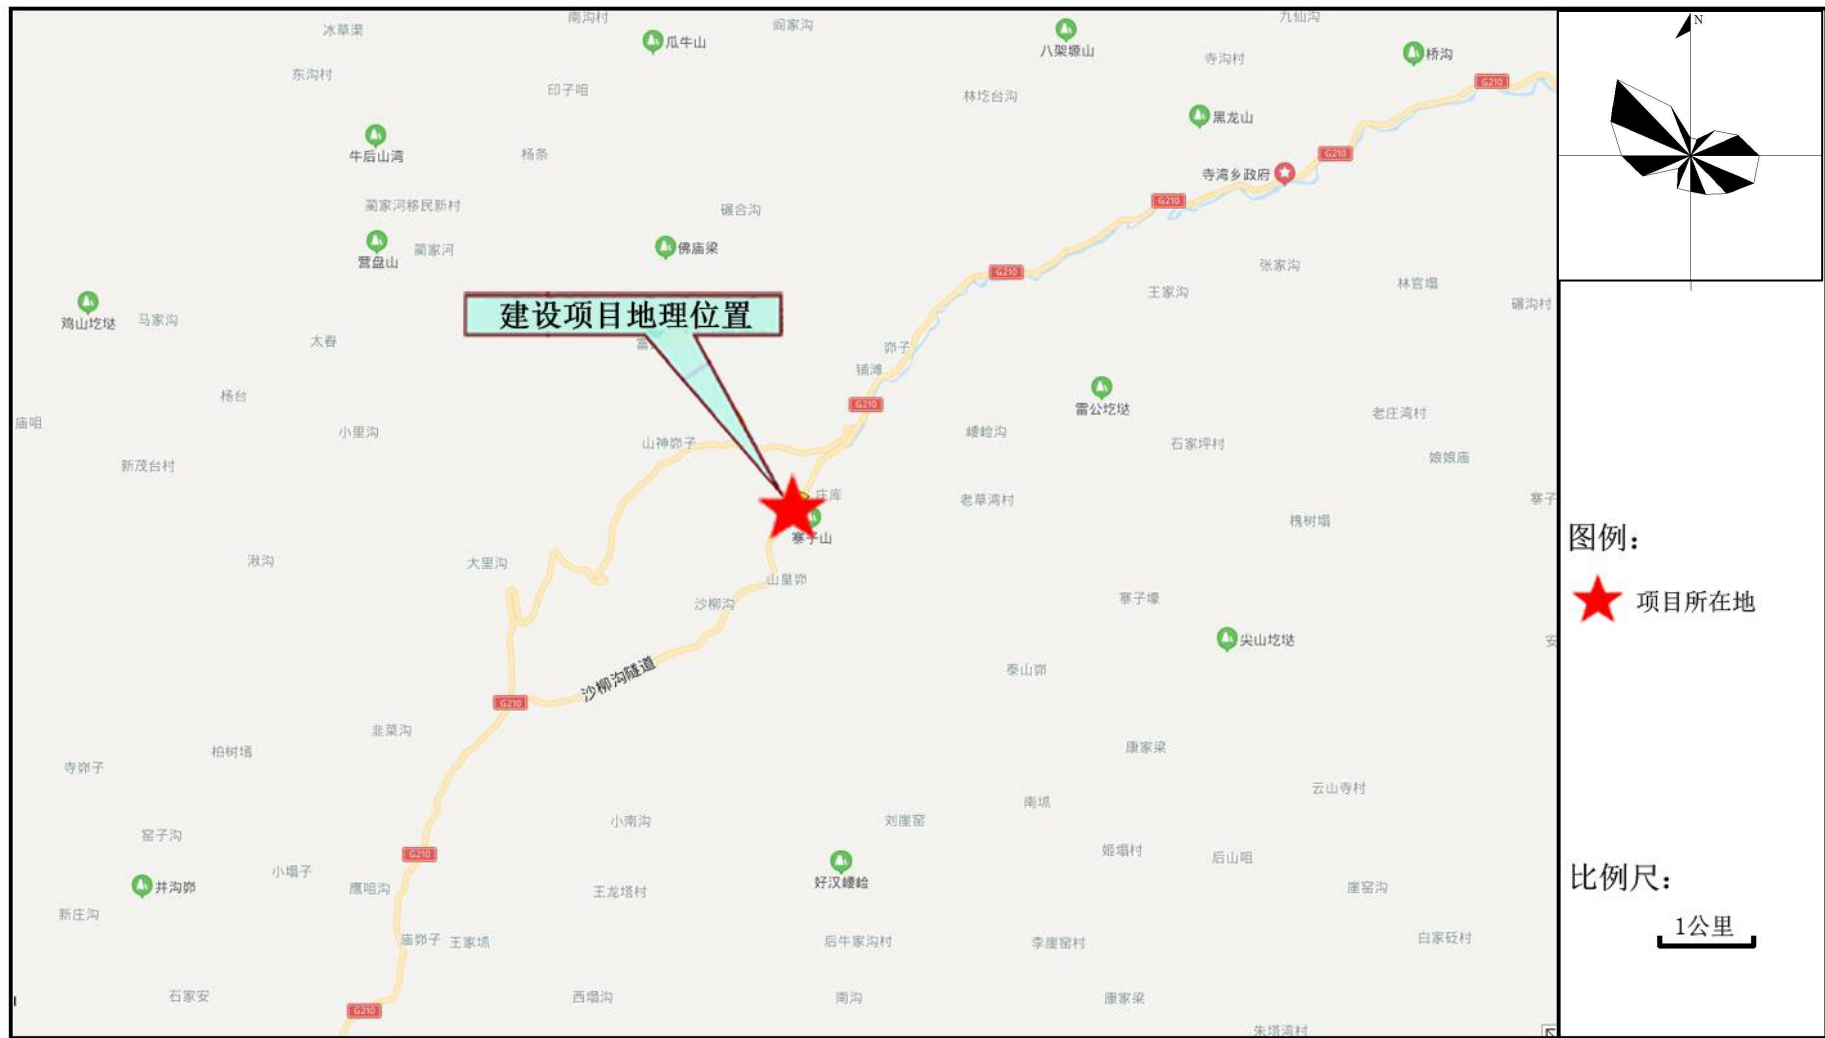 南沟村
九仙沟
冰草渠
阎家沟
瓜牛山
八架塬山
寺沟村
桥沟
东沟村
印子咀
林圪台沟
G210
黑龙山
牛后山湾
杨条
G210
寺湾乡政府
G210
蔺家河移民新村
碾合沟
营盘山
蔺家河
佛庙梁
G210
张家沟
林官塌
王家沟
碾沟村
鸡山圪垯
马家沟
建设项目地理位置
太春
峁子
铺滩
杨台
G210
雷公圪垯
老庄湾村
庙咀
小里沟
山神峁子
崾崄沟
石家坪村
新茂台村
娘娘庙
庄库
老草湾村
寨子
槐树塌
寨子山
湫沟
大里沟
山皇峁
沙柳沟
寨子壕
尖山圪垯
安
沙柳沟隧道
泰山峁
G210
韭菜沟
柏树墕
康家梁
寺峁子
云山寺村
南坬
小南沟
刘崖窑
窑子沟
G210
姬塌村
后山咀
小塌子
井沟峁
鹰咀沟
王龙塔村
好汉崾崄
崖窑沟
新庄沟
庙峁子
王家坬
后牛家沟村
李崖窑村
白家砭村
石家安
G210
西塌沟
南沟
康家梁
朱塔湾村
N
图例：
项目所在地
比例尺：
1公里